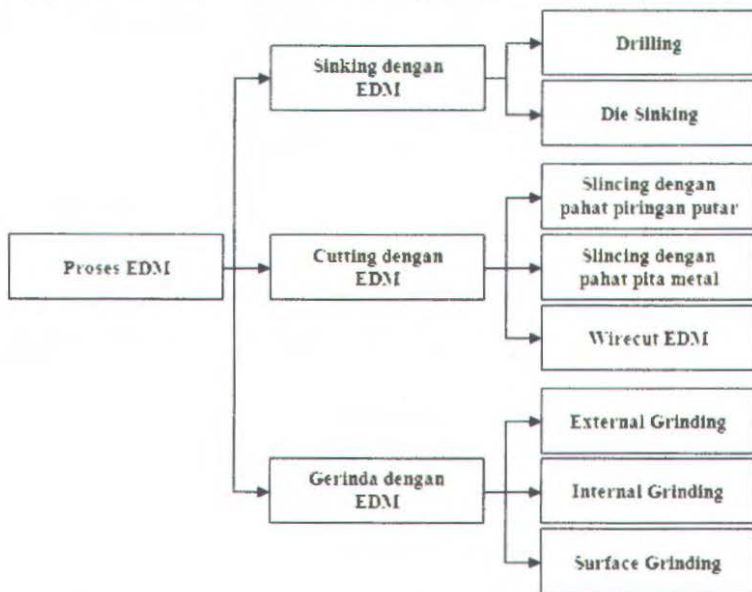 Proses EDM
Sinking dengan
EDM
Drilling
Die Sinking
Cutting dengan
EDM
Slincing dengan
pahat piringan putar
Slincing dengan
pahat pita metal
Wirecut EDM
Gerinda dengan
EDM
External Grinding
Internal Grinding
Surface Grinding